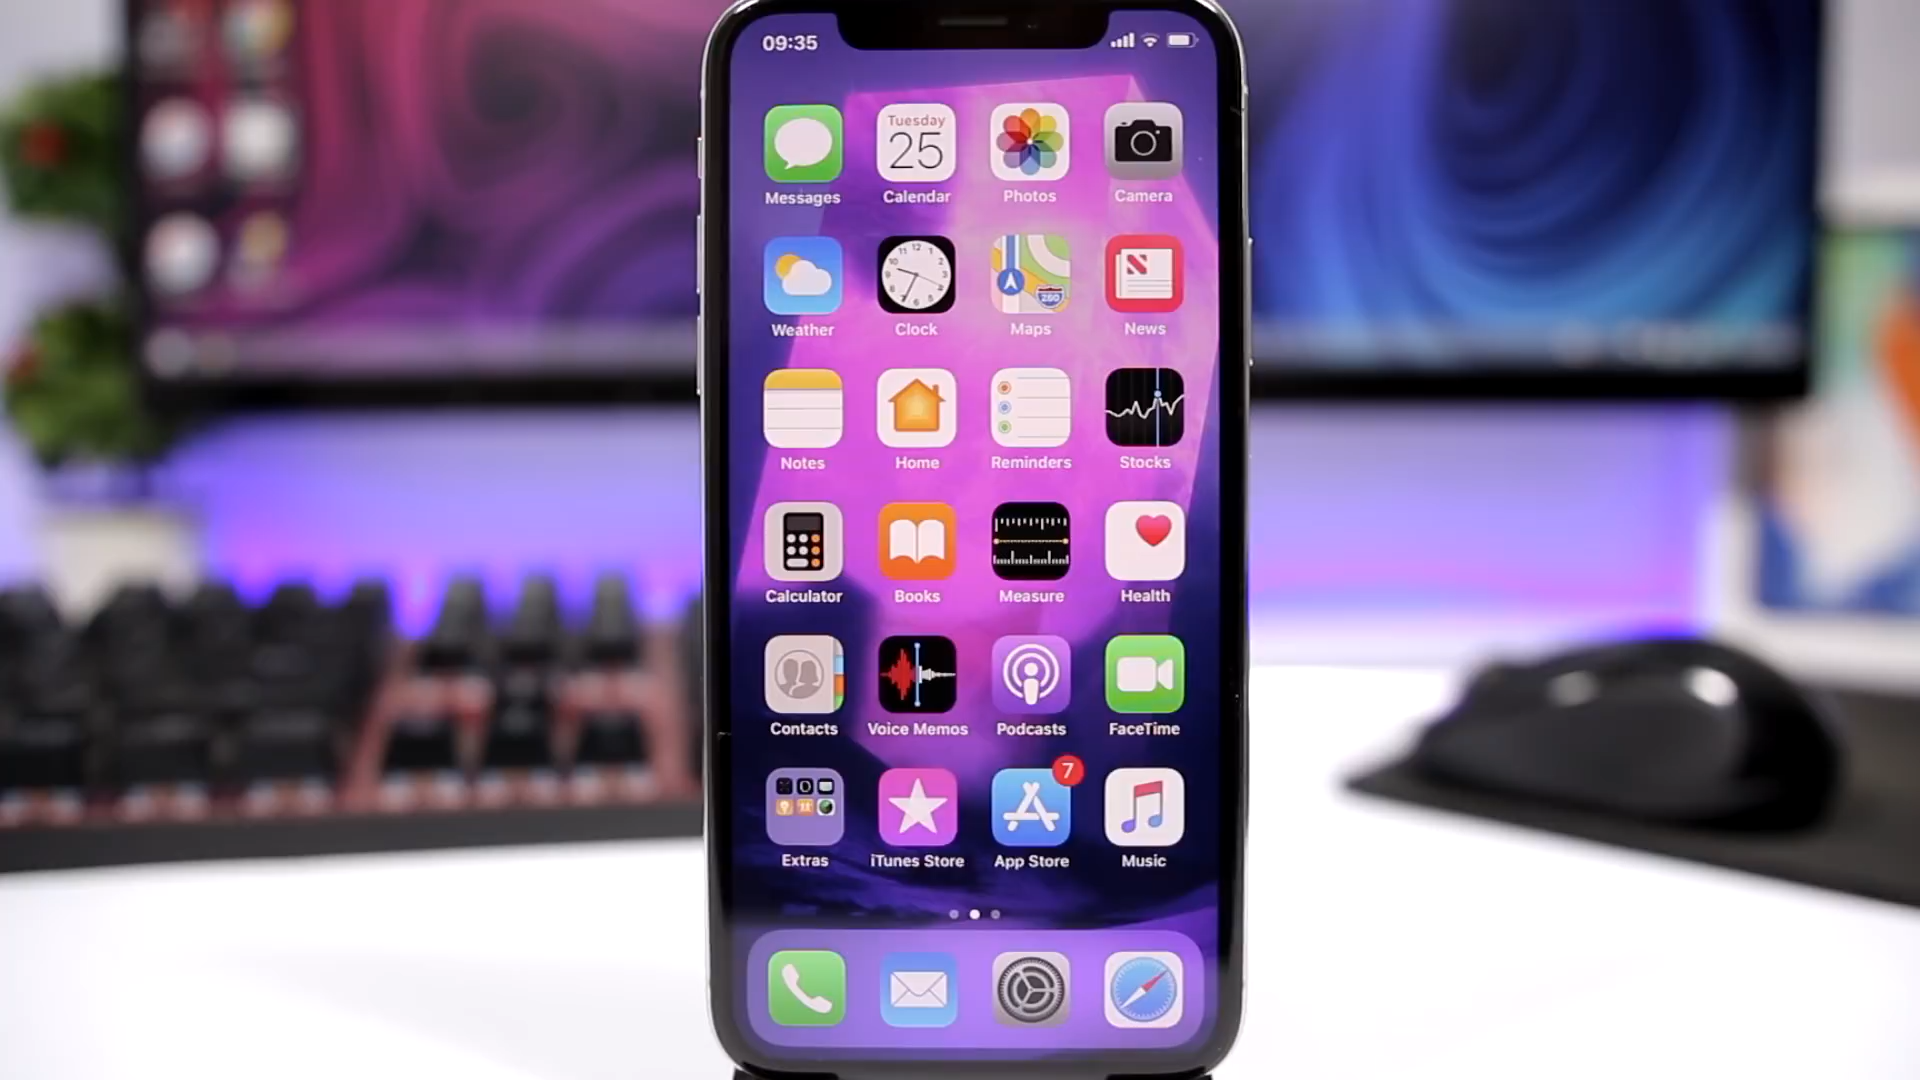 09:35
Tuesday
25
Messages
Calendar
Photos
Camera
280
Weather
Clock
Maps
News
Notes
Home
Reminders
Stocks
Calculator
Books
Measure
Health
Contacts
Voice Memos
Podcasts
FaceTime
7
Extras
iTunes Store
App Store
Music